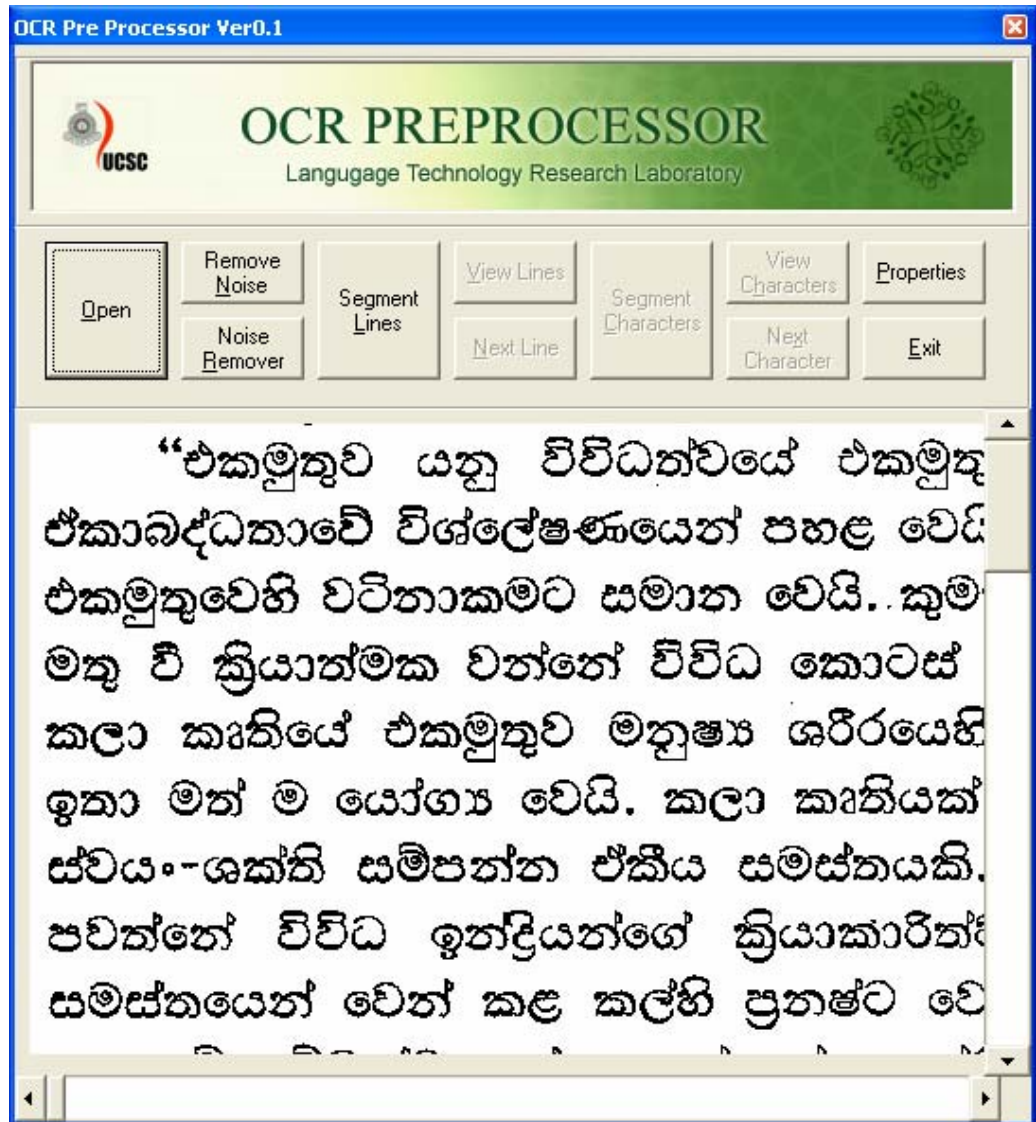 OCR Pre Processor Ver0.1
UCSC
OCR PREPROCESSOR
Langugage Technology Research Laboratory
Open
Remove Noise
Noise Remover
Segment Lines
View Lines
Next Line
Segment Characters
View Characters
Next Character
Properties
Exit
“එකමුතුව යනු විවිධත්වයේ එකමුතු
ඒකාබද්ධතාවේ විශ්ලේෂණයෙන් පහළ වෙයි
එකමුතුවෙහි වටිනාකමට සමාන වෙයි. කුම
මතු වී ක්‍රියාත්මක වන්නේ විවිධ කොටස්
කලා කෘතියේ එකමුතුව මනුෂ්‍ය ශරීරයෙහි
ඉතා මත් ම යෝග්‍ය වෙයි. කලා කෘතියක්
ස්වයං-ශක්ති සම්පන්න ඒකීය සමස්තයකි.
පවත්නේ විවිධ ඉන්ද්‍රියන්ගේ
සමස්තයෙන් වෙන් කළ කල්හි ප්‍රනෂ්ට වෙ